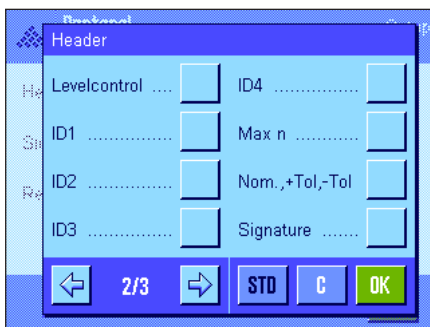 Header
Levelcontrol ....
ID1 ................
ID2 ................
ID3 ................
ID4 ................
Max n ............
Nom.,+Tol,-Tol
Signature .......
2/3
STD
C
OK